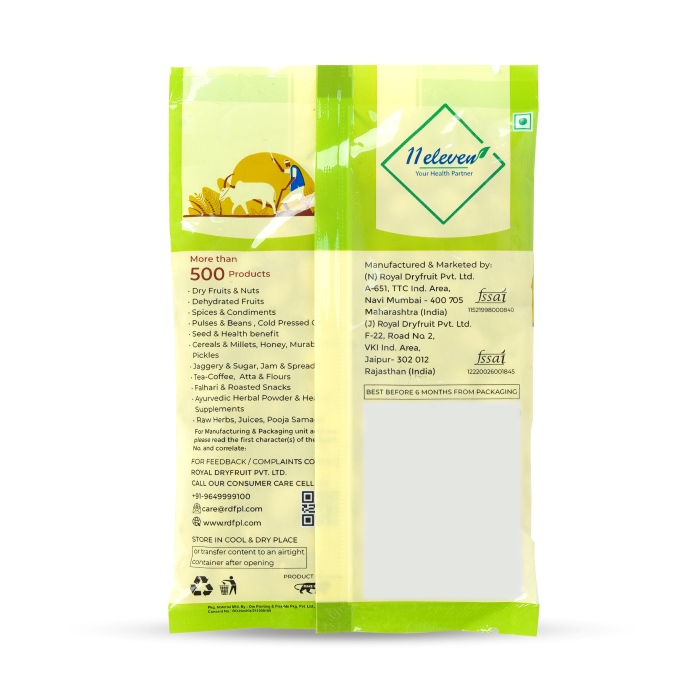 More than
500 Products
• Dry Fruits & Nuts
• Dehydrated Fruits
• Spices & Condiments
• Pulses & Beans, Cold Pressed
• Seed & Health benefit
• Cereals & Millets, Honey,
Pickles
• Jaggery & Sugar, Jam & Spread
• Tea-Coffee, Atta & Flours
• Falhari & Roasted Snacks
• Ayurvedic Herbal Powder &
Supplements
• Raw Herbs, Juices, Pooja
For Manufacturing & Packaging unit
please read the first character(s) of the
No. and correlate:
FOR FEEDBACK / COMPLAINTS
ROYAL DRYFRUIT PVT. LTD.
CALL OUR CONSUMER CARE CELL
+91-9649999100
care@rdfpl.com
www.rdfpl.com
STORE IN COOL & DRY PLACE
or transfer content to an airtight
container after opening
PRODUCT
11 eleven
Your Health Partner
Manufactured & Marketed by:
(N) Royal Dryfruit Pvt. Ltd.
A-651, TTC Ind. Area,
Navi Mumbai - 400 705
Maharashtra (India)
fssai
11521998000840
(J) Royal Dryfruit Pvt. Ltd.
F-22, Road No. 2,
VKI Ind. Area,
Jaipur- 302 012
Rajasthan (India)
fssai
12220026001845
BEST BEFORE 6 MONTHS FROM PACKAGING